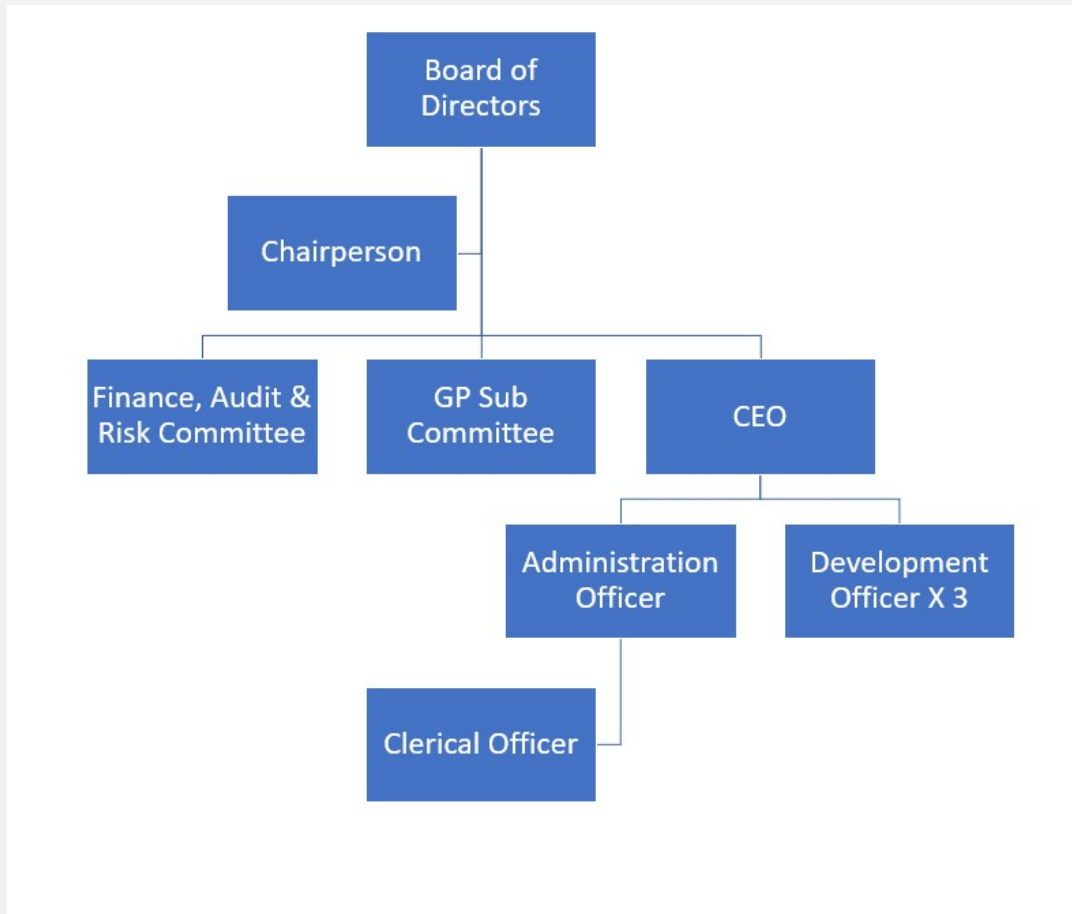 Board of
Directors
Chairperson
Finance, Audit &
Risk Committee
GP Sub
Committee
CEO
Administration
Officer
Development
Officer X 3
Clerical Officer